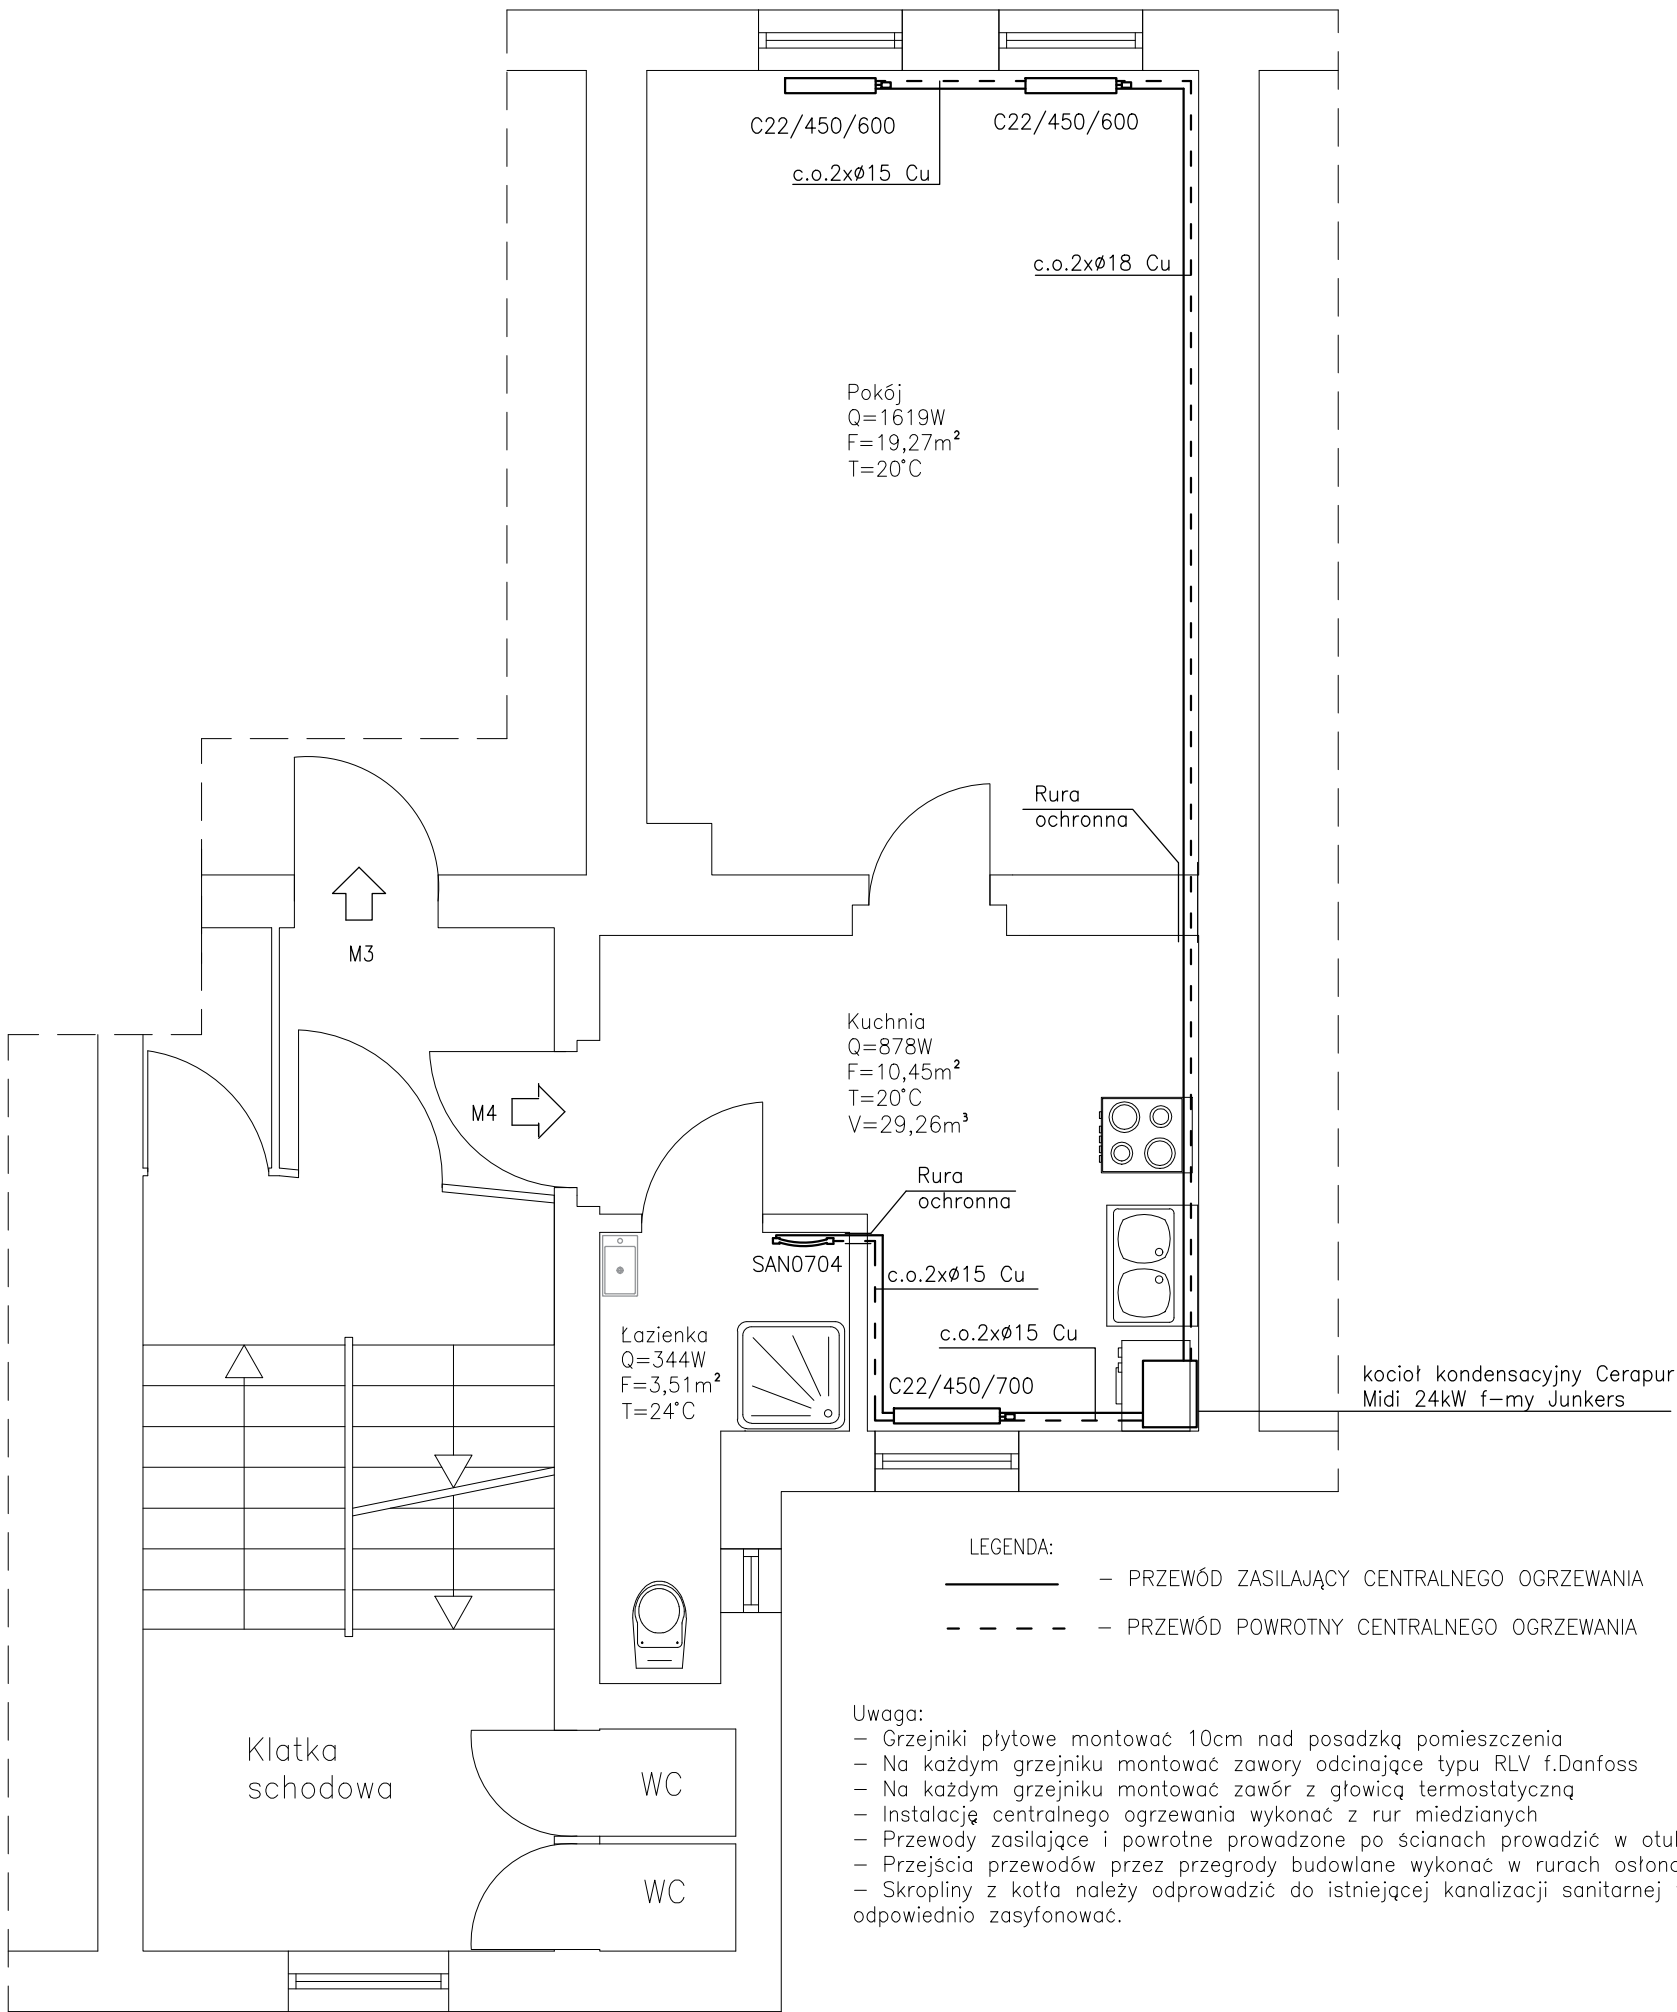 C22/450/600
C22/450/600
c.o.2xø15 Cu
c.o.2xø18 Cu
Pokój
Q=1619W
F=19,27m²
T=20°C
Rura
ochronna
M3
Kuchnia
Q=878W
F=10,45m²
T=20°C
V=29,26m³
M4
Rura
ochronna
SAN0704
c.o.2xø15 Cu
Łazienka
Q=344W
F=3,51m²
T=24°C
c.o.2xø15 Cu
C22/450/700
kocioł kondensacyjny Cerapur
Midi 24kW f-my Junkers
LEGENDA:
– PRZEWÓD ZASILAJĄCY CENTRALNEGO OGRZEWANIA
– PRZEWÓD POWROTNY CENTRALNEGO OGRZEWANIA
Klatka
schodowa
WC
WC
Uwaga:
– Grzejniki płytowe montować 10cm nad posadzką pomieszczenia
– Na każdym grzejniku montować zawory odcinające typu RLV f.Danfoss
– Na każdym grzejniku montować zawór z głowicą termostatyczną
– Instalację centralnego ogrzewania wykonać z rur miedzianych
– Przewody zasilające i powrotne prowadzone po ścianach prowadzić w
– Przejścia przewodów przez przegrody budowlane wykonać w rurach
– Skropliny z kotła należy odprowadzić do istniejącej kanalizacji sanitarnej
odpowiednio zasyfonować.